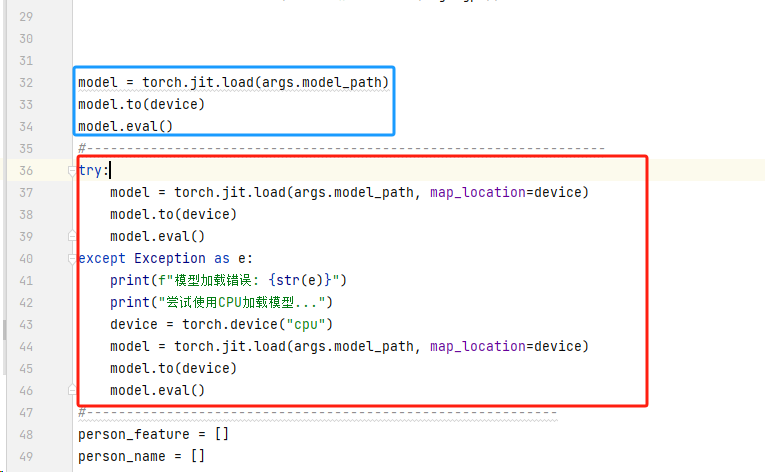 29
30
31
32 model = torch.jit.load(args.model_path)
33 model.to(device)
34 model.eval()
35 #-----------------------------------------------------------------
36 try:
37     model = torch.jit.load(args.model_path, map_location=device)
38     model.to(device)
39     model.eval()
40 except Exception as e:
41     print(f"模型加载错误: {str(e)}")
42     print("尝试使用CPU加载模型...")
43     device = torch.device("cpu")
44     model = torch.jit.load(args.model_path, map_location=device)
45     model.to(device)
46     model.eval()
47 #-----------------------------------------------------------
48 person_feature = []
49 person_name = []